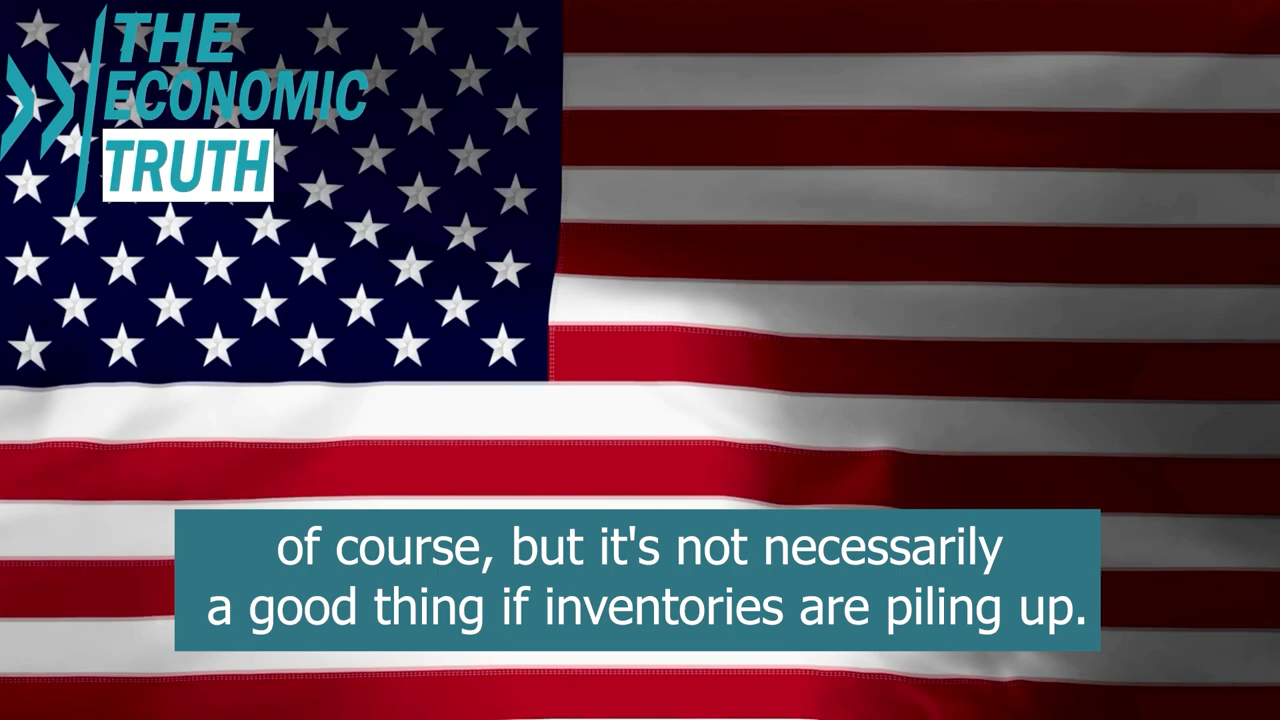 THE
ECONOMIC
TRUTH
of course, but it's not necessarily
a good thing if inventories are piling up.